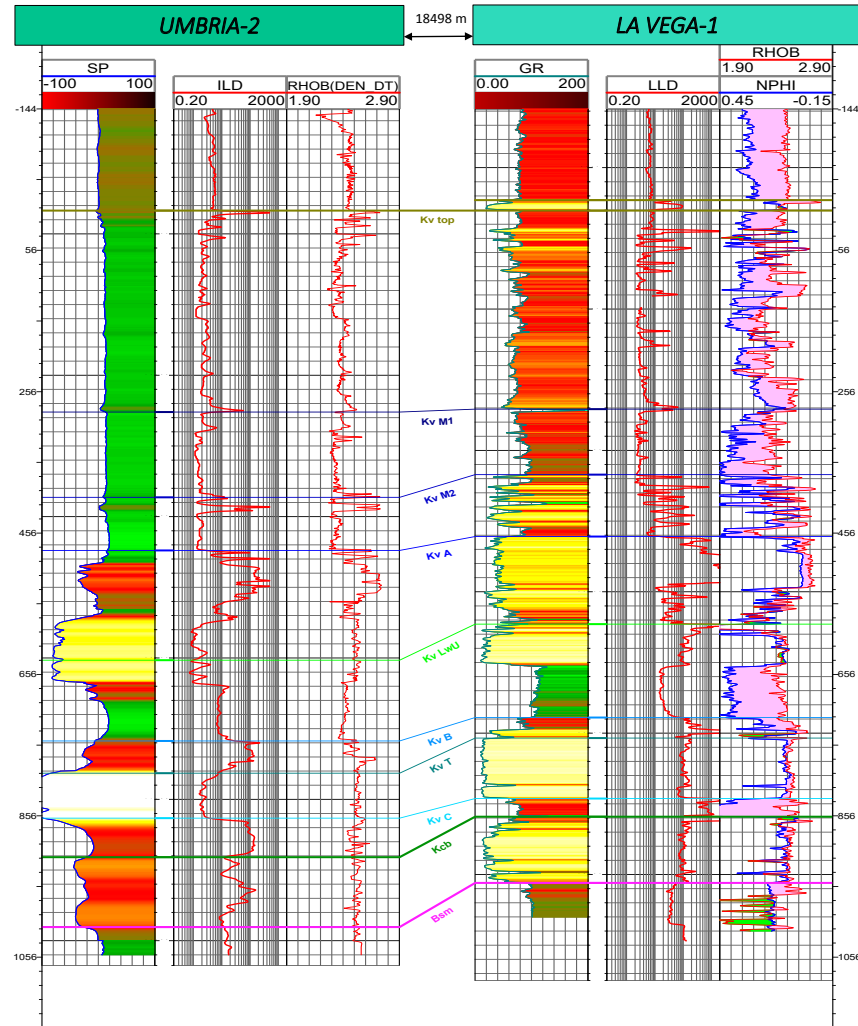 UMBRIA-2
18498 m
LA VEGA-1
SP
-100 100
ILD
0.20 2000
RHOB(DEN_DT)
1.90 2.90
GR
0.00 200
LLD
0.20 2000
RHOB
1.90 2.90
NPHI
0.45 -0.15
-144 -144
Kv top
56 56
256 256
Kv M1
Kv M2
456 456
Kv A
Kv LwU
656 656
Kv B
Kv T
856 856
Kv C
Kcb
Bsm
1056 1056